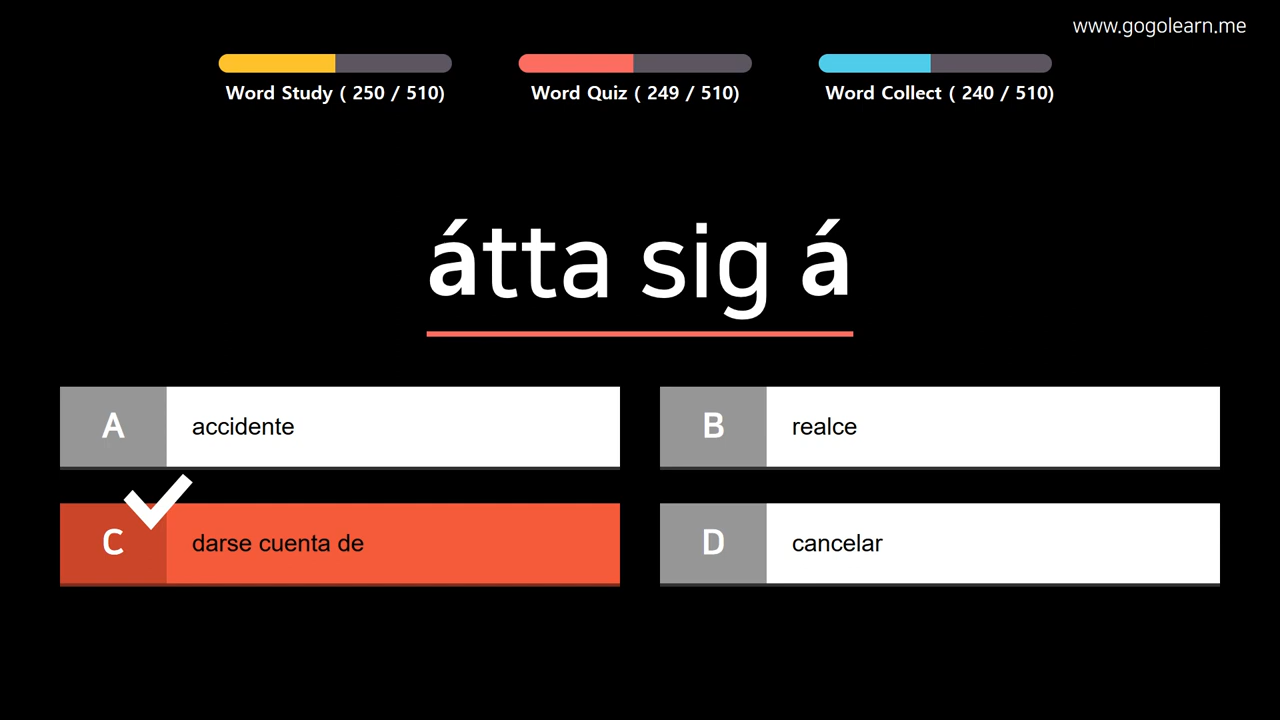 www.gogolearn.me
Word Study ( 250 / 510)
Word Quiz ( 249 / 510)
Word Collect ( 240 / 510)
átta sig á
A accidente
B realce
C darse cuenta de
D cancelar